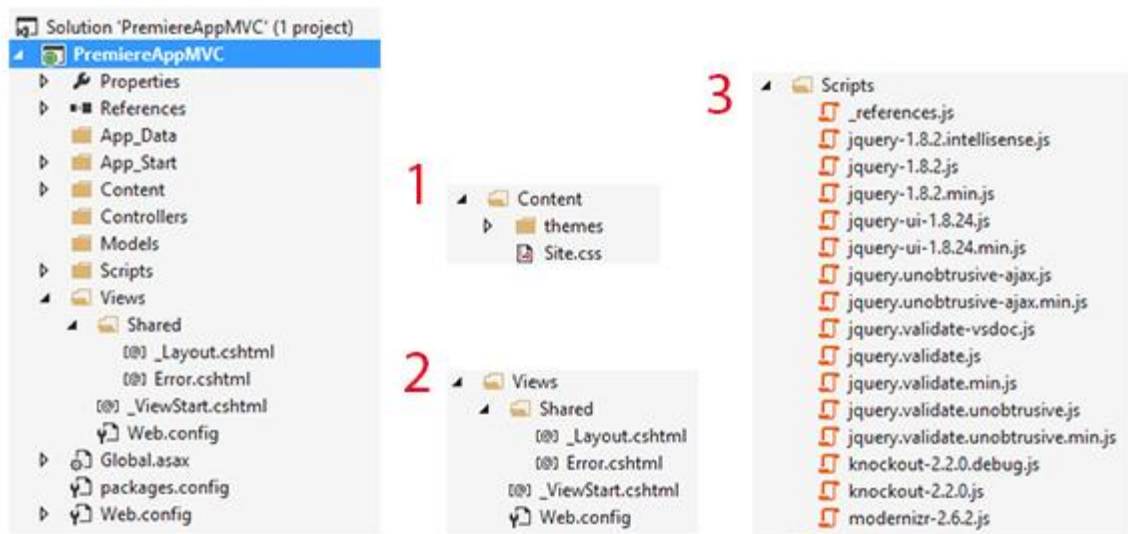 Solution 'PremiereAppMVC' (1 project)
PremiereAppMVC
Properties
References
App_Data
App_Start
Content
Controllers
Models
Scripts
Views
Shared
_Layout.cshtml
Error.cshtml
_ViewStart.cshtml
Web.config
Global.asax
packages.config
Web.config
1
Content
themes
Site.css
2
Views
Shared
_Layout.cshtml
Error.cshtml
_ViewStart.cshtml
Web.config
3
Scripts
_references.js
jquery-1.8.2.intellisense.js
jquery-1.8.2.js
jquery-1.8.2.min.js
jquery-ui-1.8.24.js
jquery-ui-1.8.24.min.js
jquery.unobtrusive-ajax.js
jquery.unobtrusive-ajax.min.js
jquery.validate-vsdoc.js
jquery.validate.js
jquery.validate.min.js
jquery.validate.unobtrusive.js
jquery.validate.unobtrusive.min.js
knockout-2.2.0.debug.js
knockout-2.2.0.js
modernizr-2.6.2.js